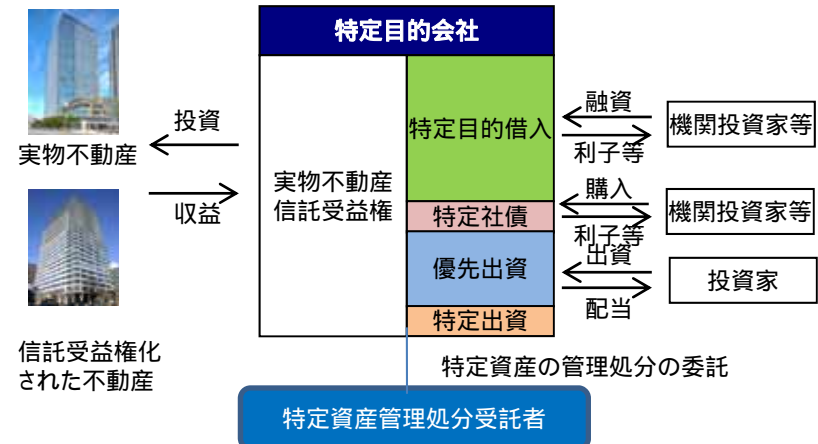 特定目的会社
実物不動産
投資
収益
信託受益権化
された不動産
実物不動産
信託受益権
特定目的借入
特定社債
優先出資
特定出資
融資
利子等
機関投資家等
購入
利子等
機関投資家等
出資
配当
投資家
特定資産の管理処分の委託
特定資産管理処分受託者